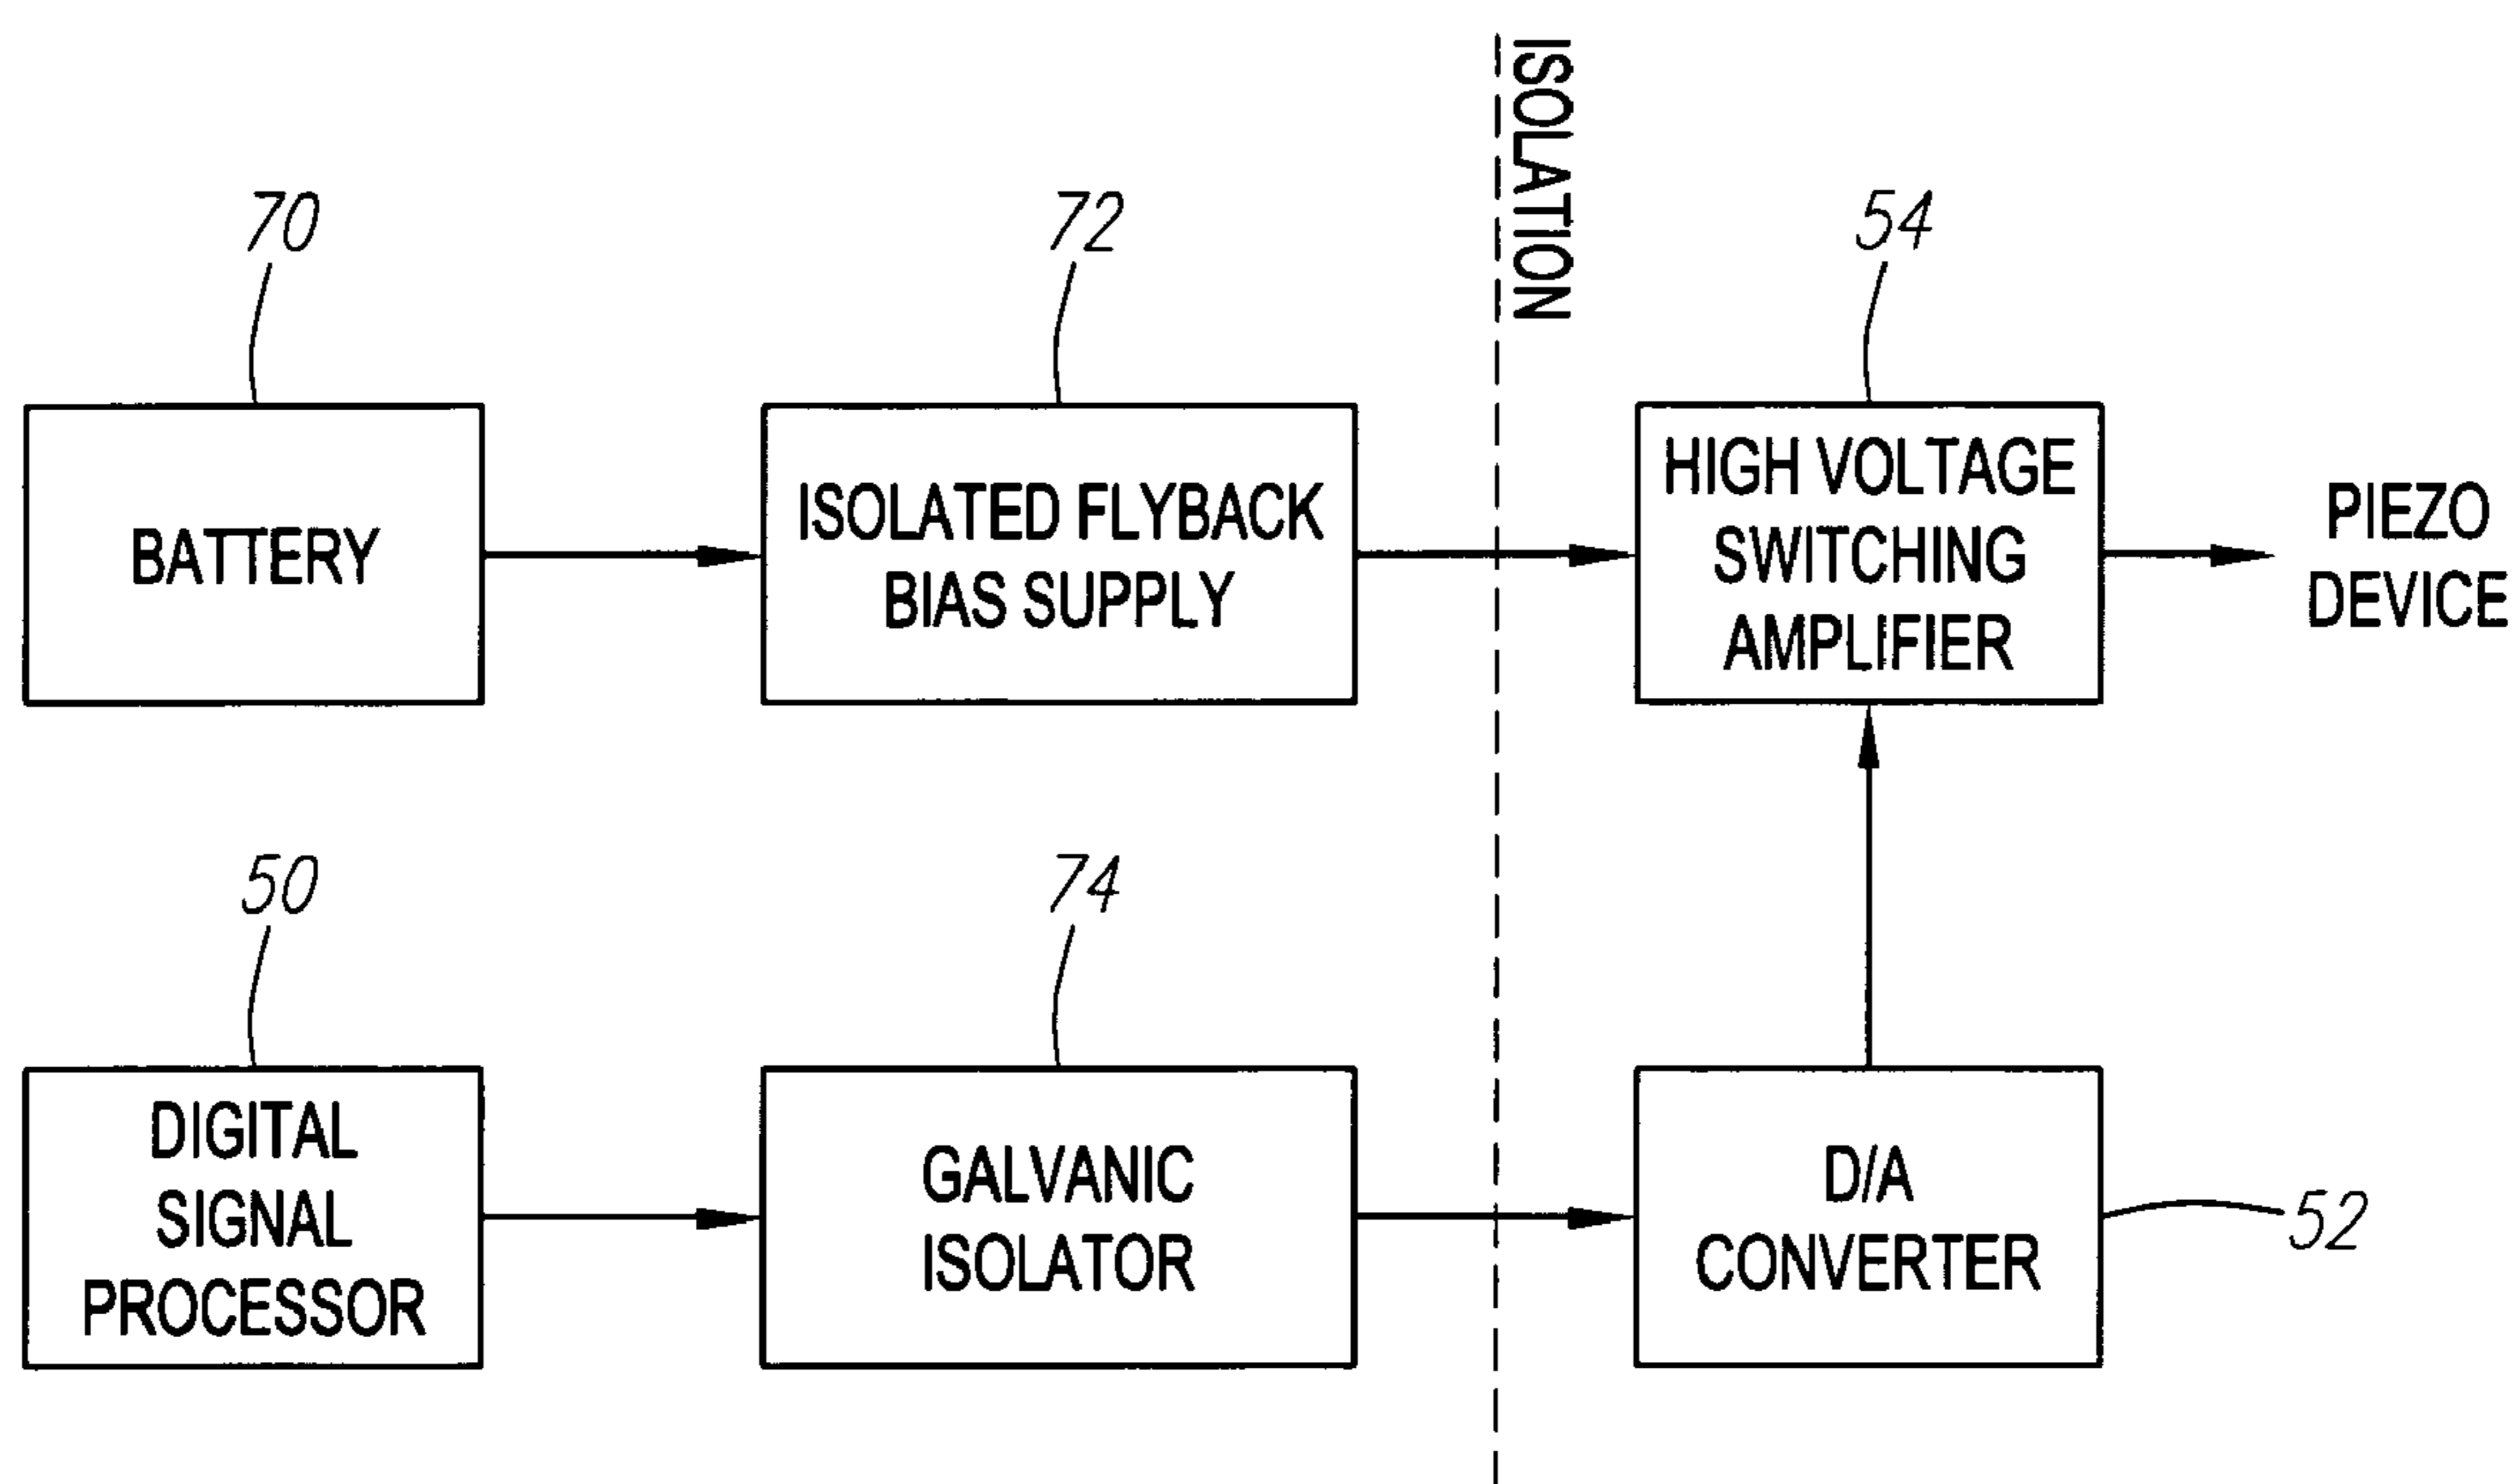 ISOLATION
70
72
54
BATTERY
ISOLATED FLYBACK
BIAS SUPPLY
HIGH VOLTAGE
SWITCHING
AMPLIFIER
PIEZO
DEVICE
50
74
DIGITAL
SIGNAL
PROCESSOR
GALVANIC
ISOLATOR
D/A
CONVERTER
52